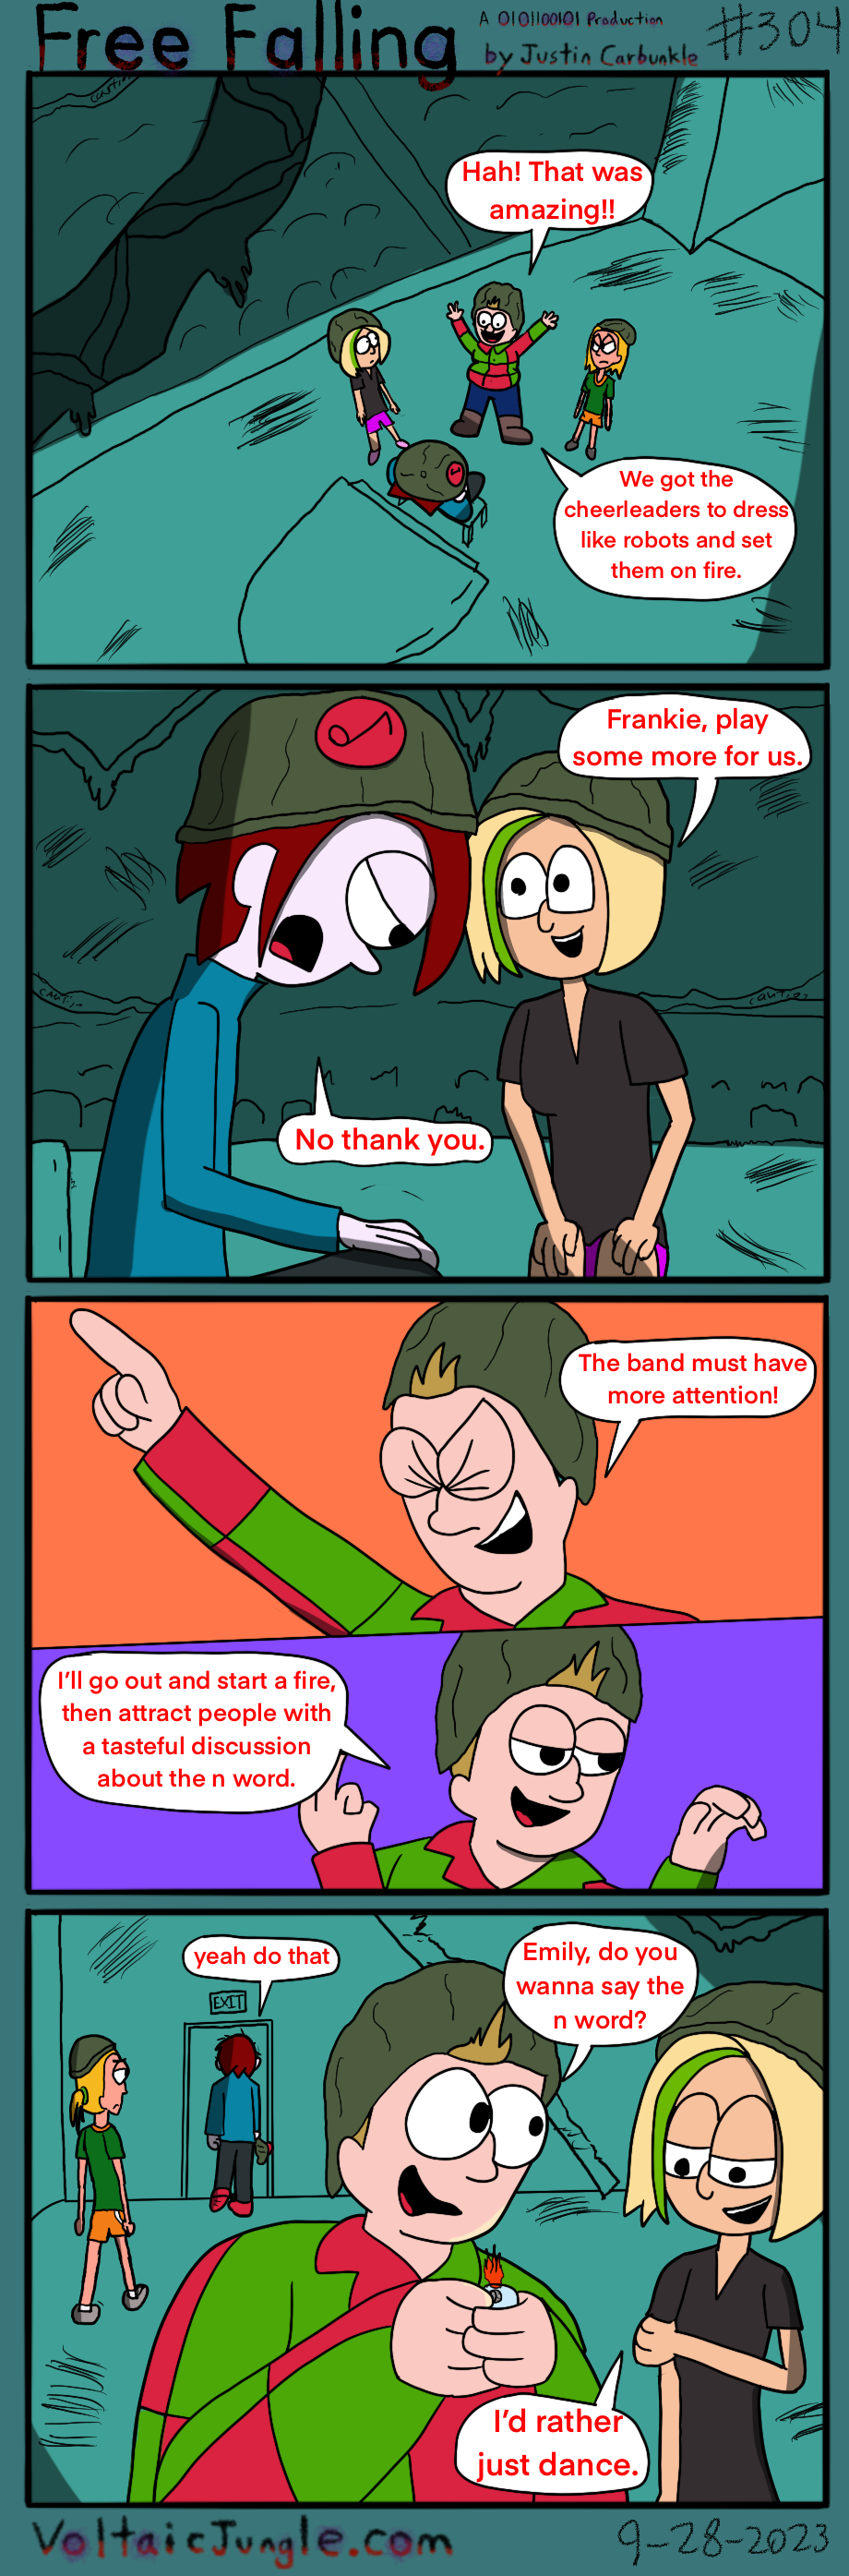 Free Falling
A 0101100101 Production
by Justin Carbunkle
#304
caution
Hah! That was
amazing!!
We got the
cheerleaders to dress
like robots and set
them on fire.
Frankie, play
some more for us.
No thank you.
The band must have
more attention!
I'll go out and start a fire,
then attract people with
a tasteful discussion
about the n word.
yeah do that
EXIT
Emily, do you
wanna say the
n word?
I'd rather
just dance.
VoltaicJungle.com
9-28-2023